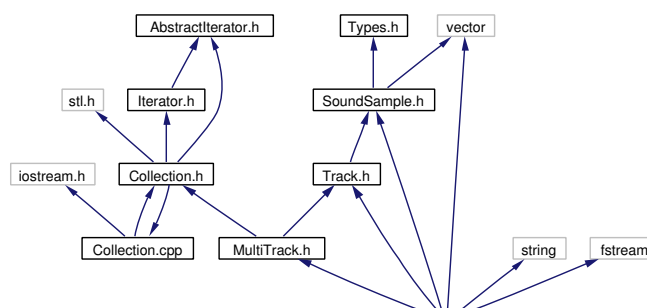 AbstractIterator.h
Types.h
vector
stl.h
Iterator.h
SoundSample.h
iostream.h
Collection.h
Track.h
Collection.cpp
MultiTrack.h
string
fstream